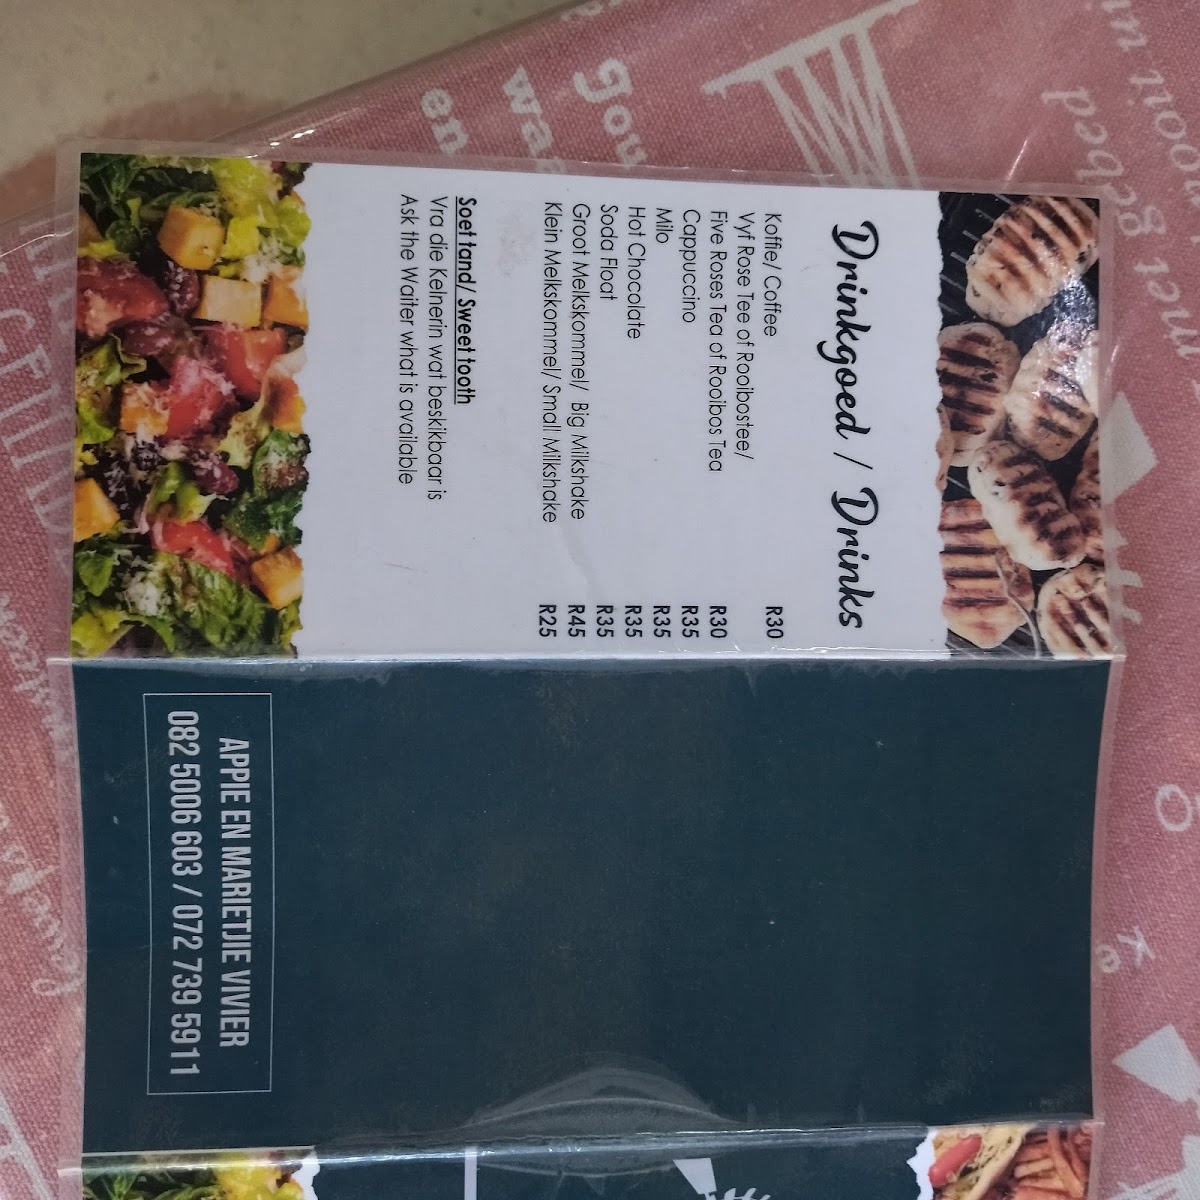 Drinkgoed / Drinks
Koffie/ Coffee R30
Vyf Rose Tee of Rooibostee/
Five Roses Tea of Rooibos Tea R30
Cappuccino R35
Milo R35
Hot Chocolate R35
Soda Float R35
Groot Melkskommel/ Big Milkshake R45
Klein Melkskommel/ Small Milkshake R25
Soet tand/ Sweet tooth
Vra die Kelnerin wat beskikbaar is
Ask the Waiter what is available
APPIE EN MARIETJIE VIVIER
082 5006 603 / 072 739 5911
en